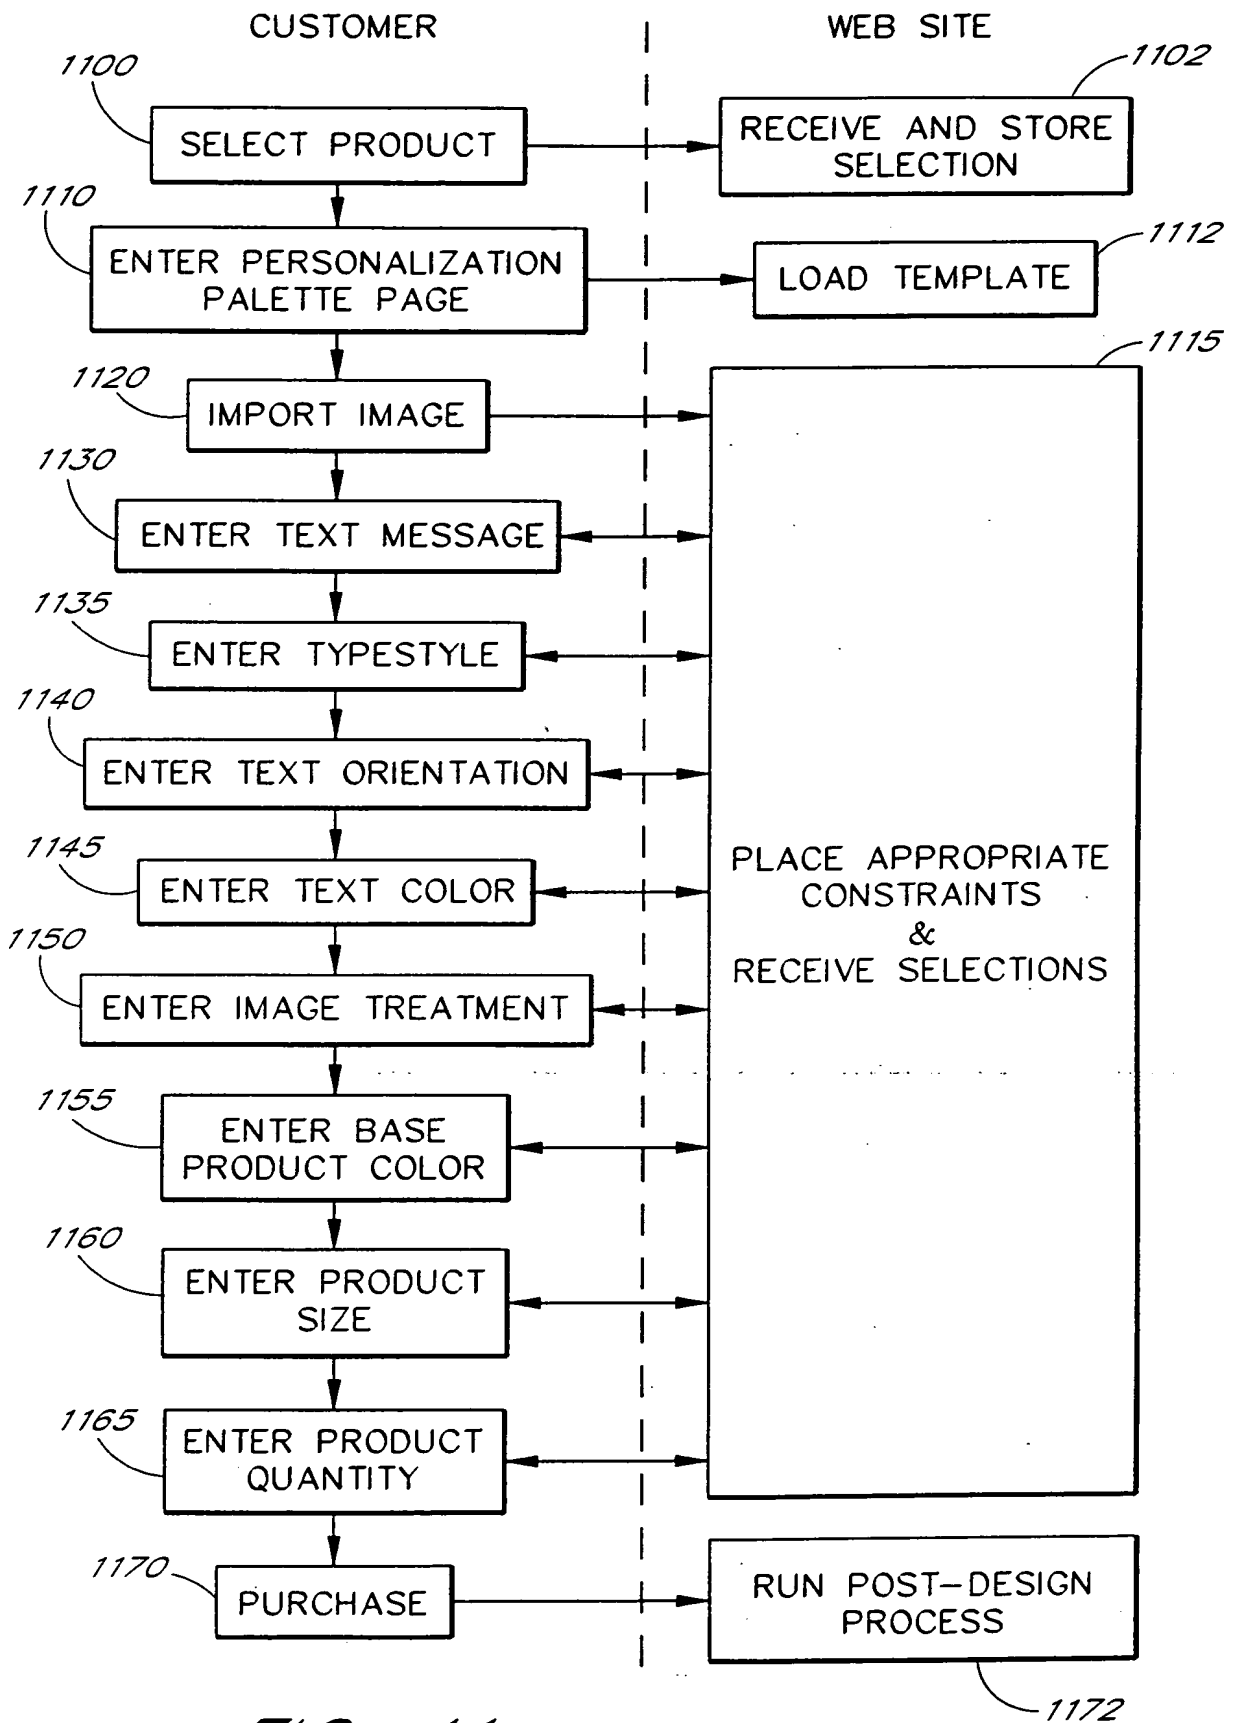 CUSTOMER
WEB SITE
1100
1102
SELECT PRODUCT
RECEIVE AND STORE
SELECTION
1110
1112
ENTER PERSONALIZATION
PALETTE PAGE
LOAD TEMPLATE
1115
1120
IMPORT IMAGE
1130
ENTER TEXT MESSAGE
1135
ENTER TYPESTYLE
1140
ENTER TEXT ORIENTATION
1145
ENTER TEXT COLOR
PLACE APPROPRIATE
CONSTRAINTS
&
RECEIVE SELECTIONS
1150
ENTER IMAGE TREATMENT
1155
ENTER BASE
PRODUCT COLOR
1160
ENTER PRODUCT
SIZE
1165
ENTER PRODUCT
QUANTITY
1170
PURCHASE
RUN POST-DESIGN
PROCESS
1172